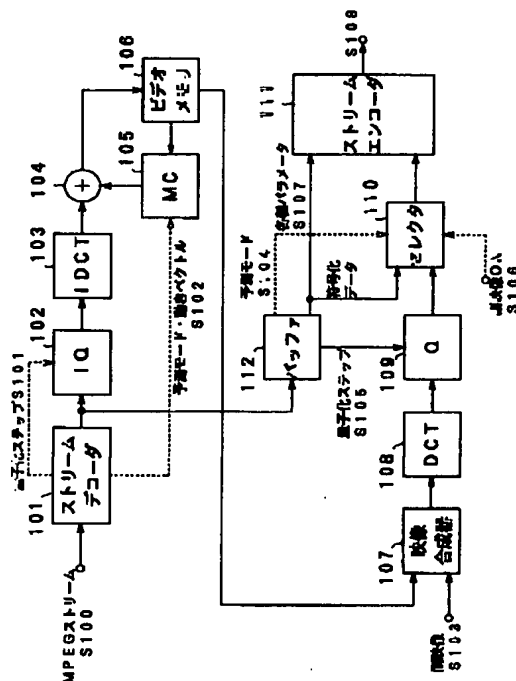 MPEGストリーム
S100
101
ストリーム
デコーダ
量子化ステップS101
102
IQ
103
IDCT
104
+
105
MC
106
ビデオ
メモリ
予測モード・動きベクトル
S102
112
バッファ
予測モード
S104
各種パラメータ
S107
符号化
データ
量子化ステップ
S105
S103
107
映像
合成器
108
DCT
109
Q
110
セレクタ
S106
ストリーム
エンコーダ
S108